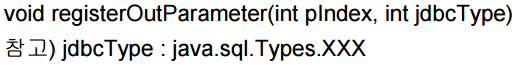 void registerOutParameter(int pIndex, int jdbcType)
참고) jdbcType : java.sql.Types.XXX